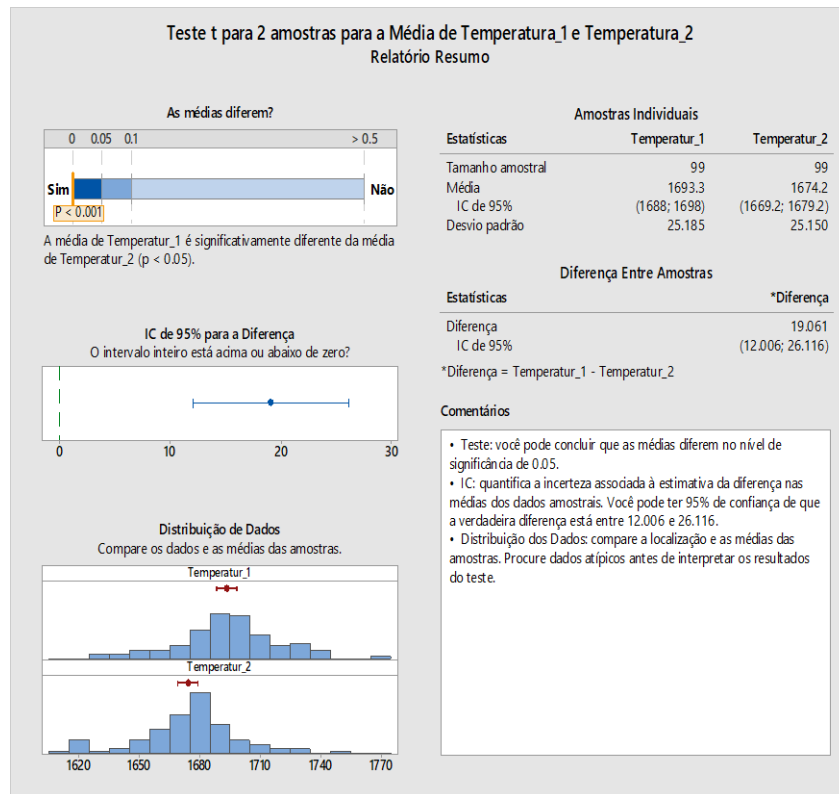 Teste t para 2 amostras para a Média de Temperatura_1 e Temperatura_2
Relatório Resumo
As médias diferem?
0 0.05 0.1 > 0.5
Sim Não
P < 0.001
A média de Temperatur_1 é significativamente diferente da média
de Temperatur_2 (p < 0.05).
IC de 95% para a Diferença
O intervalo inteiro está acima ou abaixo de zero?
0 10 20 30
Distribuição de Dados
Compare os dados e as médias das amostras.
Temperatur_1
Temperatur_2
1620 1650 1680 1710 1740 1770
Amostras Individuais
Estatísticas Temperatur_1 Temperatur_2
Tamanho amostral 99 99
Média 1693.3 1674.2
IC de 95% (1688; 1698) (1669.2; 1679.2)
Desvio padrão 25.185 25.150
Diferença Entre Amostras
Estatísticas *Diferença
Diferença 19.061
IC de 95% (12.006; 26.116)
*Diferença = Temperatur_1 - Temperatur_2
Comentários
• Teste: você pode concluir que as médias diferem no nível de
significância de 0.05.
• IC: quantifica a incerteza associada à estimativa da diferença nas
médias dos dados amostrais. Você pode ter 95% de confiança de que
a verdadeira diferença está entre 12.006 e 26.116.
• Distribuição dos Dados: compare a localização e as médias das
amostras. Procure dados atípicos antes de interpretar os resultados
do teste.